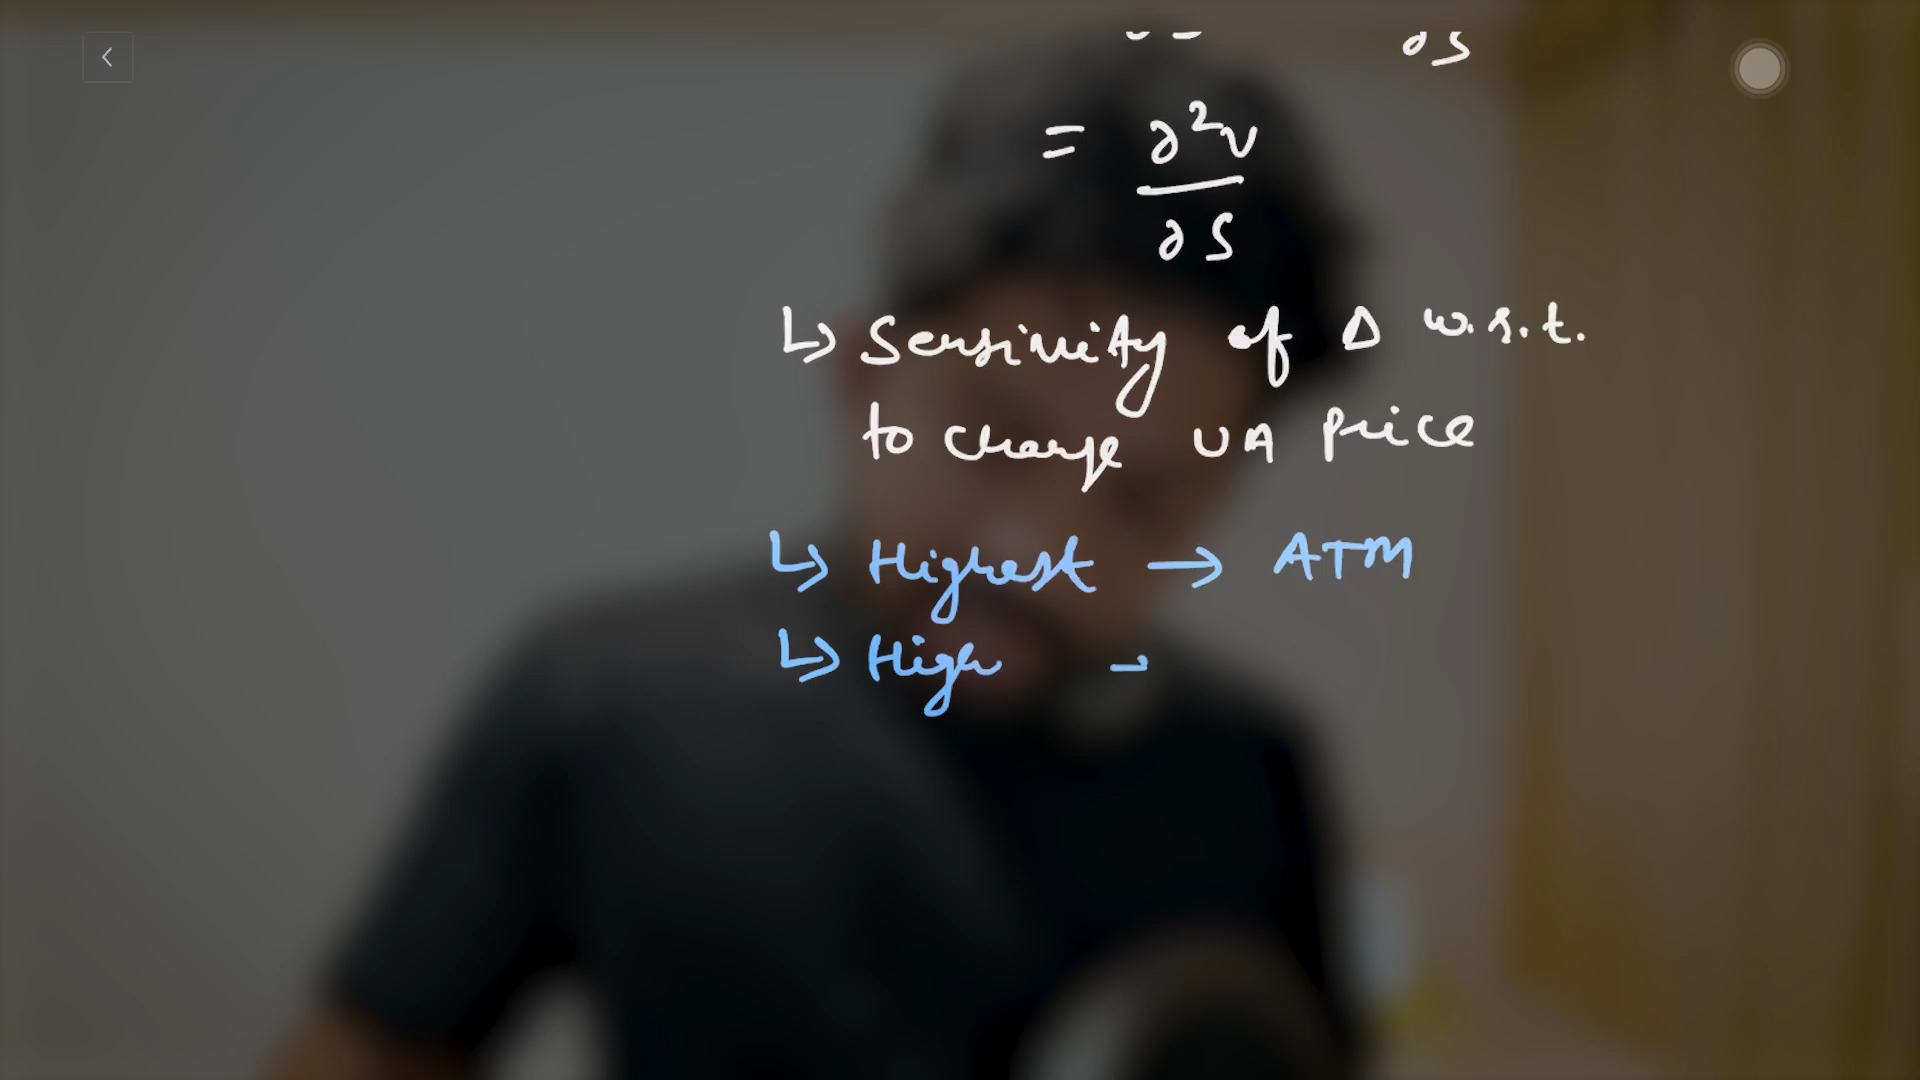 ∂S
= ∂²V
∂S
↳ Sensitivity of Δ w.r.t.
to change UA Price
↳ Highest → ATM
↳ High →